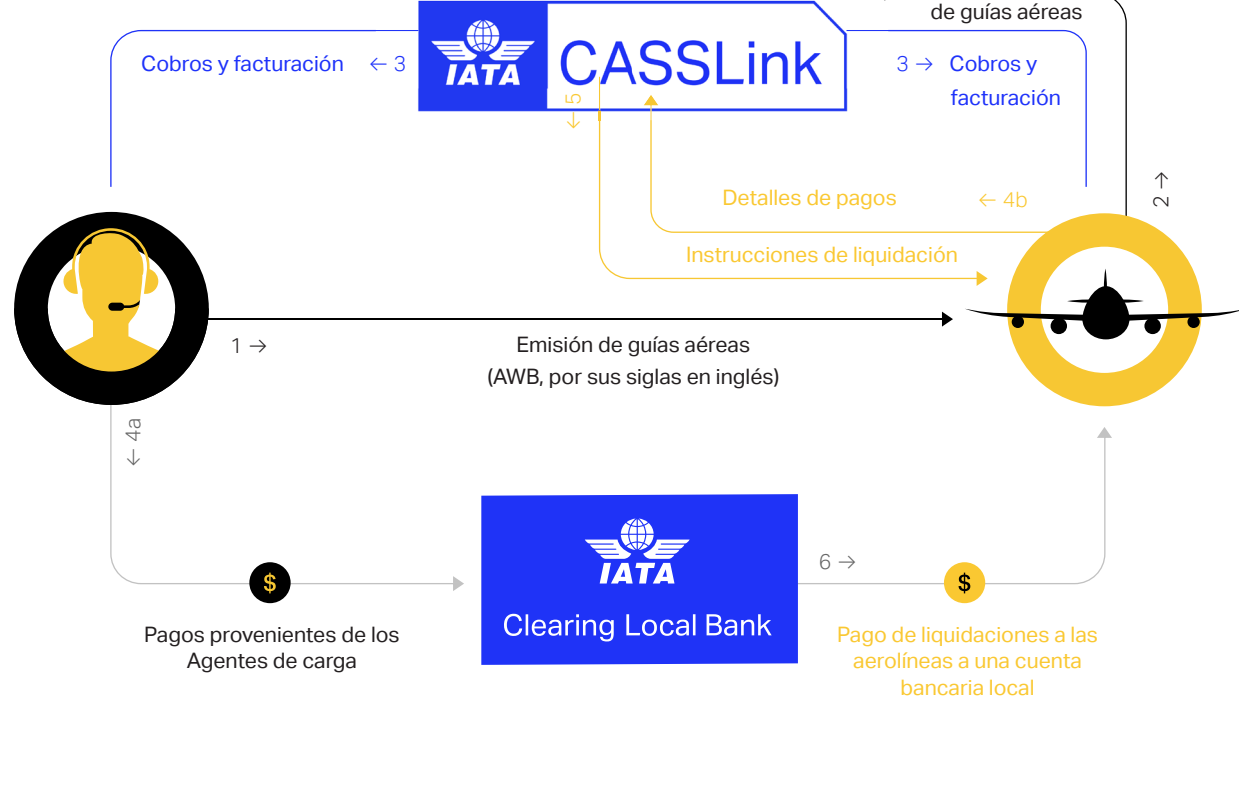 de guías aéreas
Cobros y facturación
← 3
IATA
CASSLink
3 →
Cobros y
facturación
← 5
2 →
Detalles de pagos
← 4b
Instrucciones de liquidación
1 →
Emisión de guías aéreas
(AWB, por sus siglas en inglés)
← 4a
$
IATA
Clearing Local Bank
6 →
$
Pagos provenientes de los
Agentes de carga
Pago de liquidaciones a las
aerolíneas a una cuenta
bancaria local